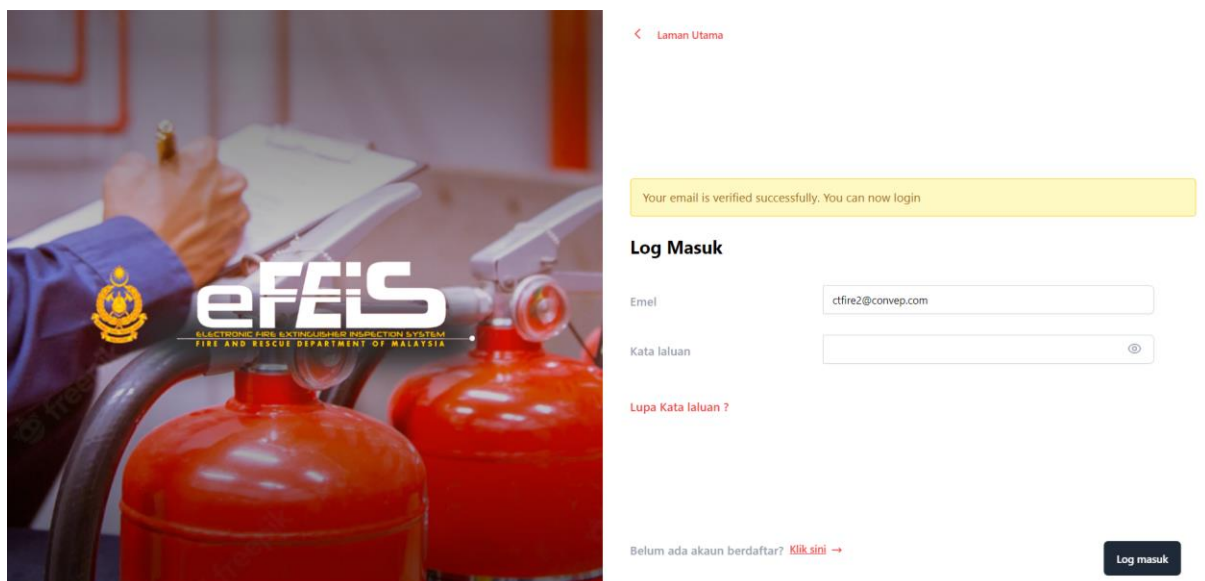 eFEiS
ELECTRONIC FIRE EXTINGUISHER INSPECTION SYSTEM
FIRE AND RESCUE DEPARTMENT OF MALAYSIA
Laman Utama
Your email is verified successfully. You can now login
Log Masuk
Emel
ctfire2@convep.com
Kata laluan
Lupa Kata laluan ?
Belum ada akaun berdaftar? Klik sini →
Log masuk